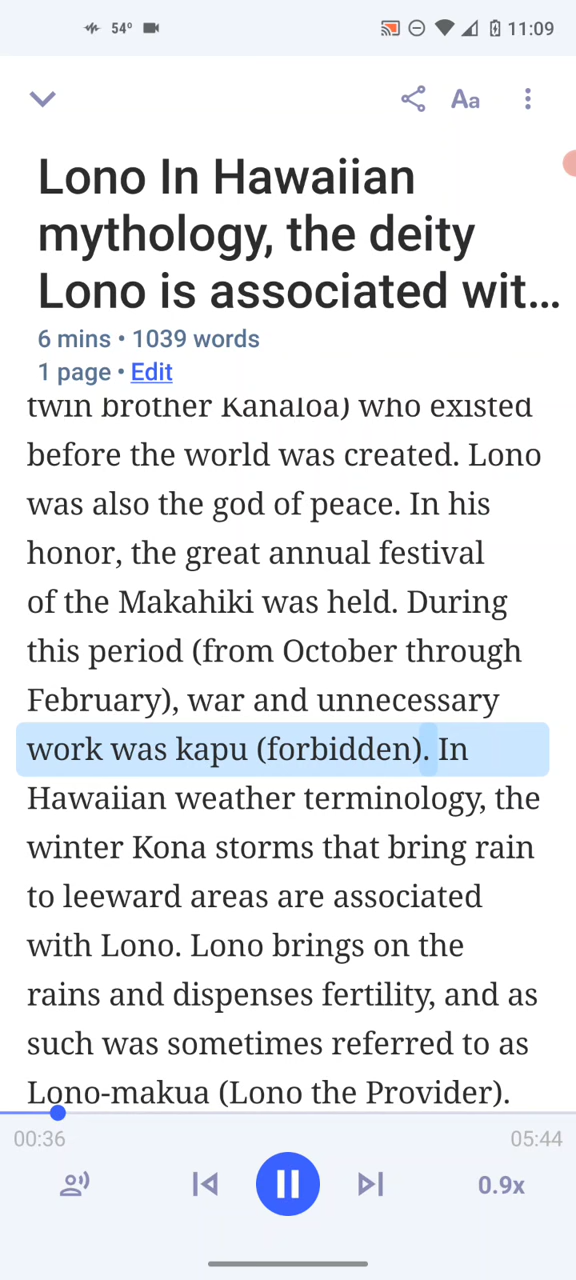 54° 11:09
Aa
Lono In Hawaiian
mythology, the deity
Lono is associated wit...
6 mins • 1039 words
1 page • Edit
twin brother Kanaloa) who existed
before the world was created. Lono
was also the god of peace. In his
honor, the great annual festival
of the Makahiki was held. During
this period (from October through
February), war and unnecessary
work was kapu (forbidden). In
Hawaiian weather terminology, the
winter Kona storms that bring rain
to leeward areas are associated
with Lono. Lono brings on the
rains and dispenses fertility, and as
such was sometimes referred to as
Lono-makua (Lono the Provider).
00:36 05:44
0.9x